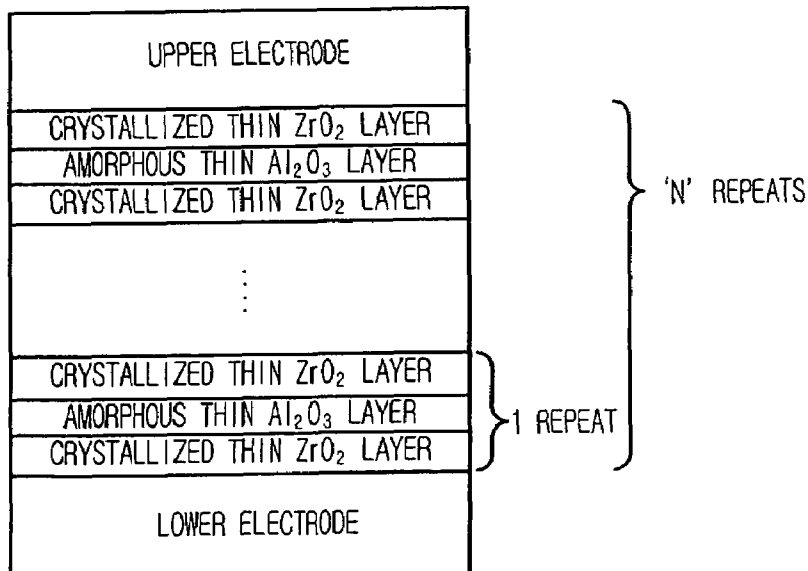 UPPER ELECTRODE
CRYSTALLIZED THIN ZrO₂ LAYER
AMORPHOUS THIN Al₂O₃ LAYER
CRYSTALLIZED THIN ZrO₂ LAYER
'N' REPEATS
CRYSTALLIZED THIN ZrO₂ LAYER
AMORPHOUS THIN Al₂O₃ LAYER
1 REPEAT
CRYSTALLIZED THIN ZrO₂ LAYER
LOWER ELECTRODE